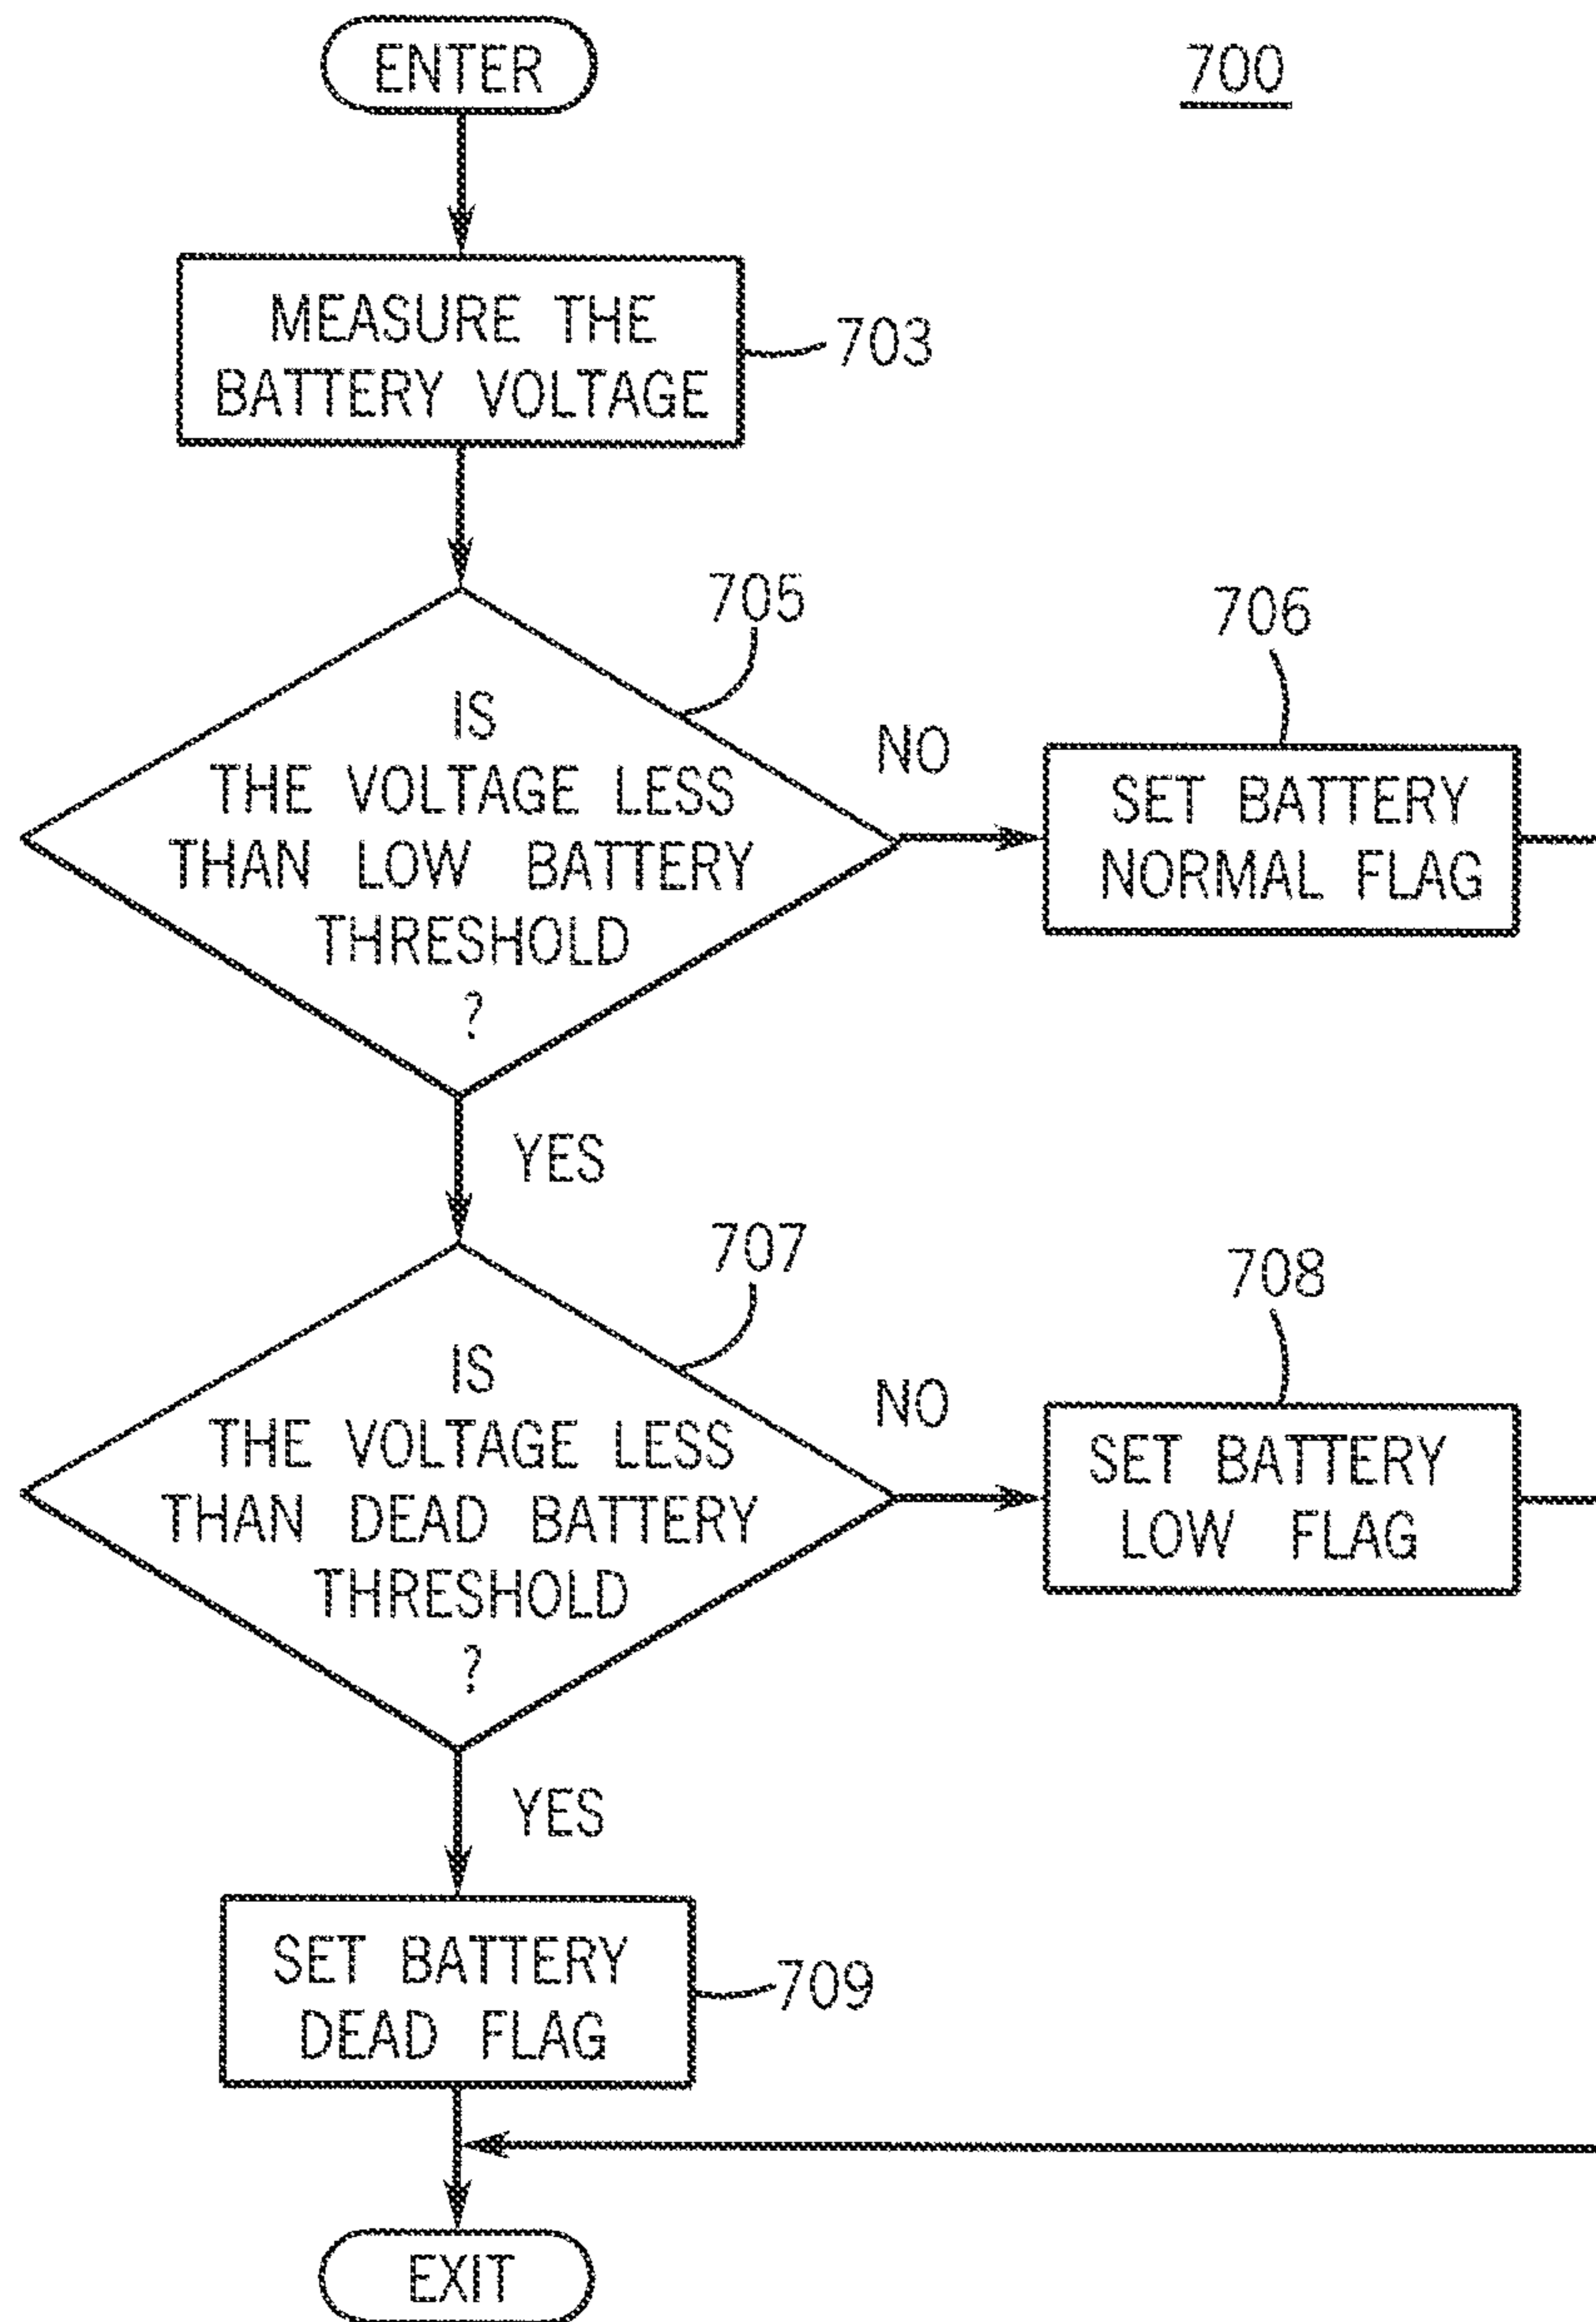 ENTER
700
MEASURE THE
BATTERY VOLTAGE
703
705
IS
THE VOLTAGE LESS
THAN LOW BATTERY
THRESHOLD
?
NO
706
SET BATTERY
NORMAL FLAG
YES
707
IS
THE VOLTAGE LESS
THAN DEAD BATTERY
THRESHOLD
?
NO
708
SET BATTERY
LOW FLAG
YES
SET BATTERY
DEAD FLAG
709
EXIT